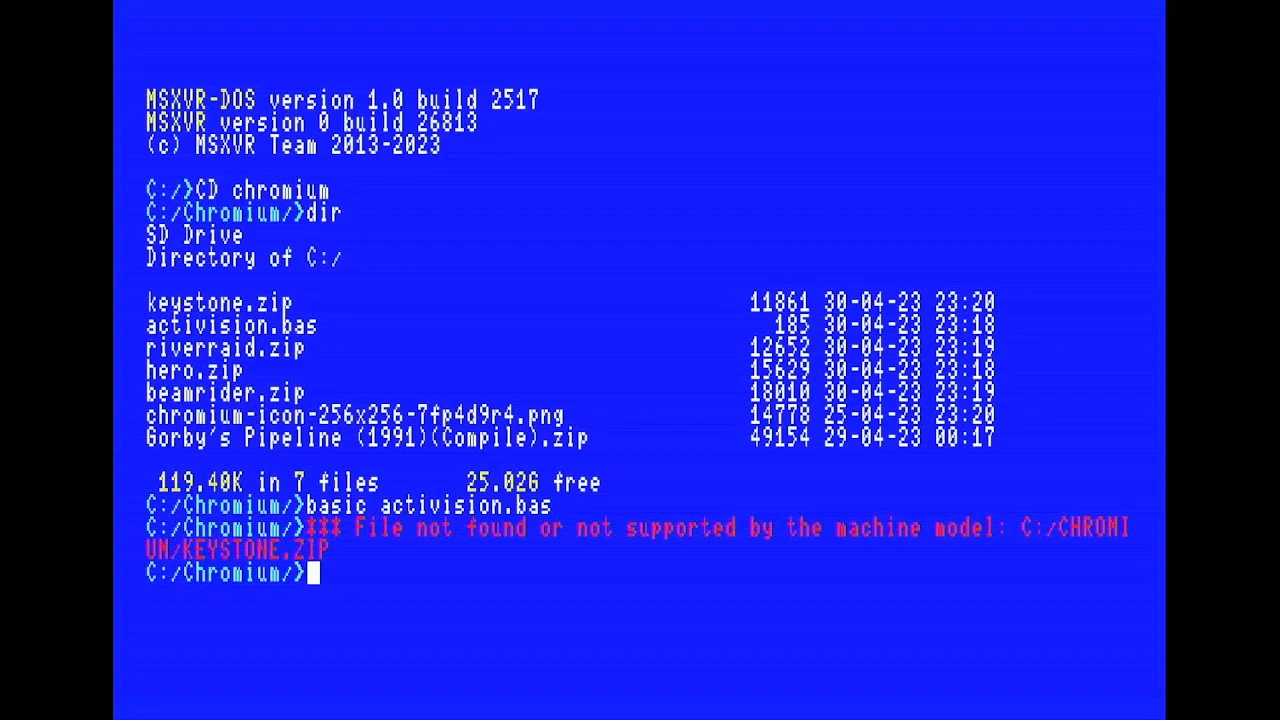 MSXVR-DOS version 1.0 build 2517
MSXVR version 0 build 26813
(c) MSXVR Team 2013-2023
C:/>CD chromium
C:/Chromium/>dir
SD Drive
Directory of C:/
keystone.zip 11861 30-04-23 23:20
activision.bas 185 30-04-23 23:18
riverraid.zip 12652 30-04-23 23:19
hero.zip 15629 30-04-23 23:18
beamrider.zip 18010 30-04-23 23:19
chromium-icon-256x256-7fp4d9r4.png 14778 25-04-23 23:20
Gorby's Pipeline (1991)(Compile).zip 49154 29-04-23 00:17
119.40K in 7 files 25.02G free
C:/Chromium/>basic activision.bas
C:/Chromium/>*** File not found or not supported by the machine model: C:/CHROMI
UM/KEYSTONE.ZIP
C:/Chromium/>